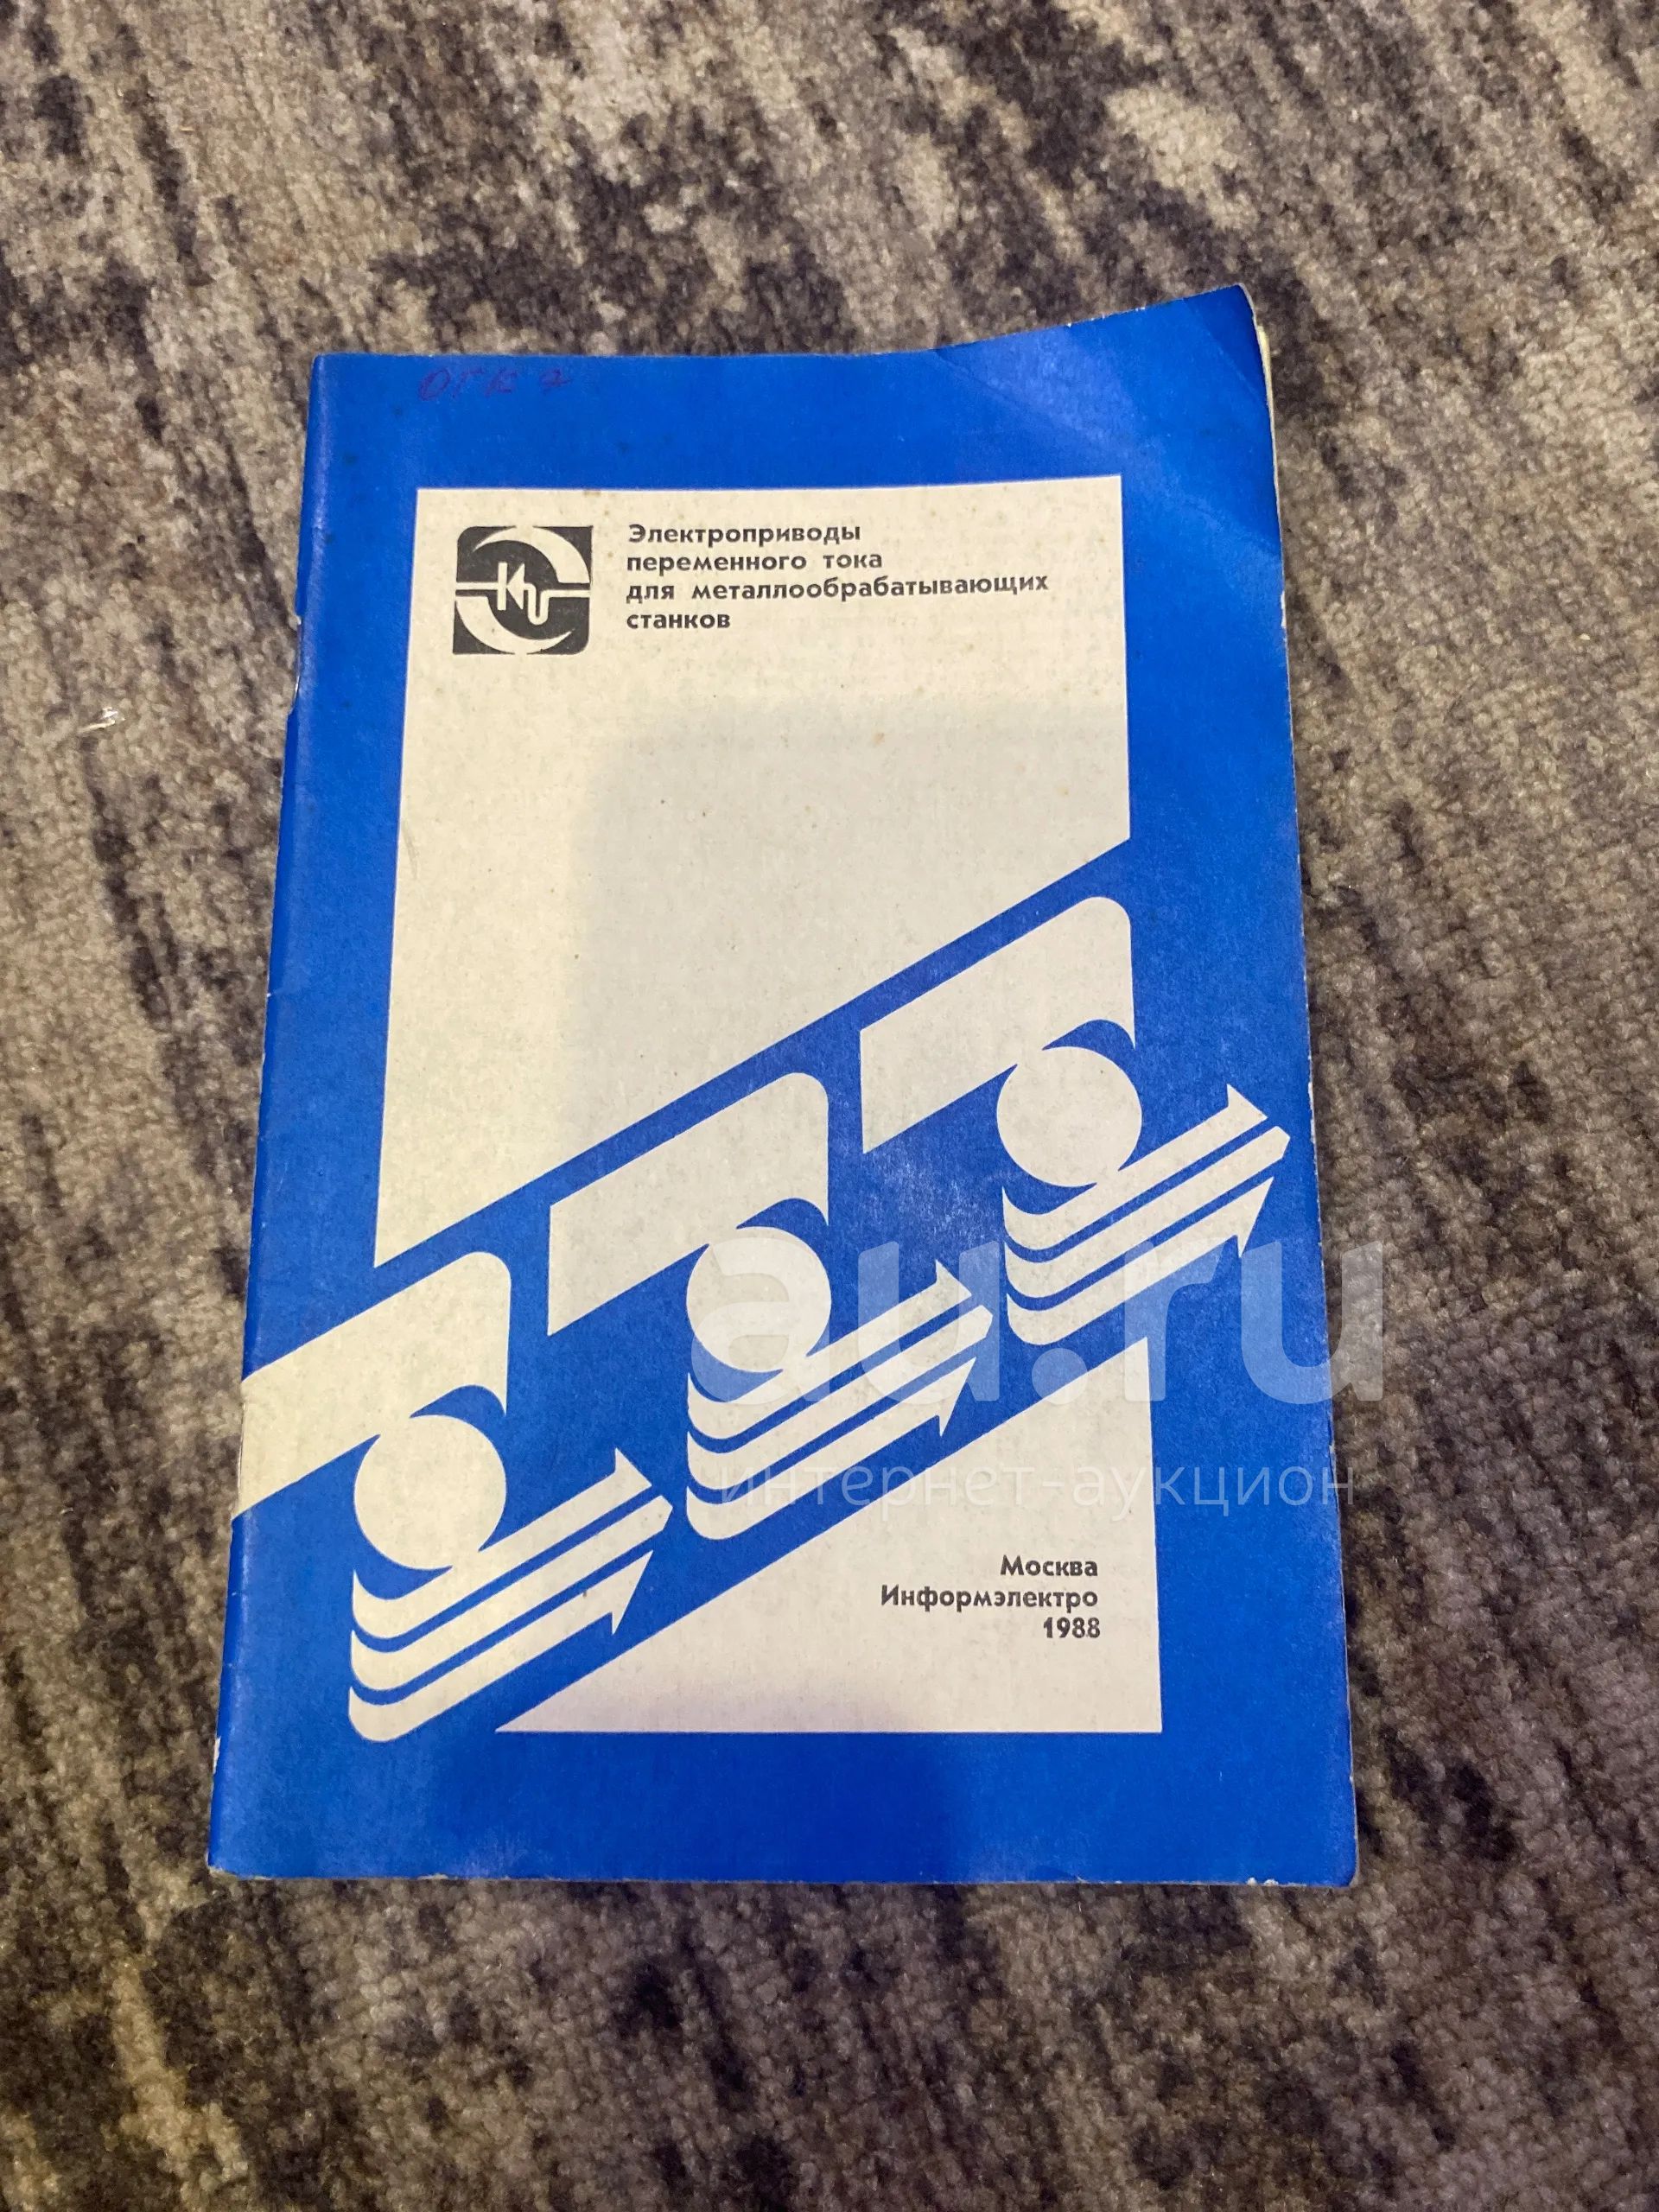 Электроприводы
переменного тока
для металлообрабатывающих
станков
au.ru
интернет-аукцион
Москва
Информэлектро
1988